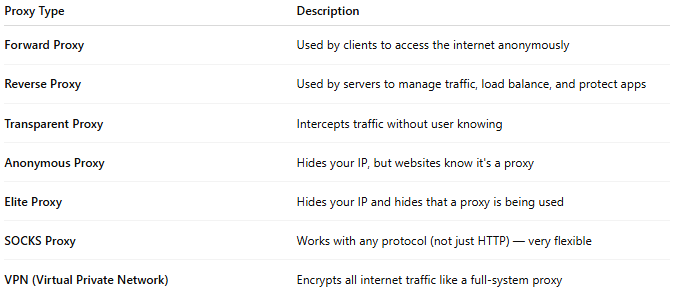 Proxy Type Description
Forward Proxy Used by clients to access the internet anonymously
Reverse Proxy Used by servers to manage traffic, load balance, and protect apps
Transparent Proxy Intercepts traffic without user knowing
Anonymous Proxy Hides your IP, but websites know it's a proxy
Elite Proxy Hides your IP and hides that a proxy is being used
SOCKS Proxy Works with any protocol (not just HTTP) — very flexible
VPN (Virtual Private Network) Encrypts all internet traffic like a full-system proxy